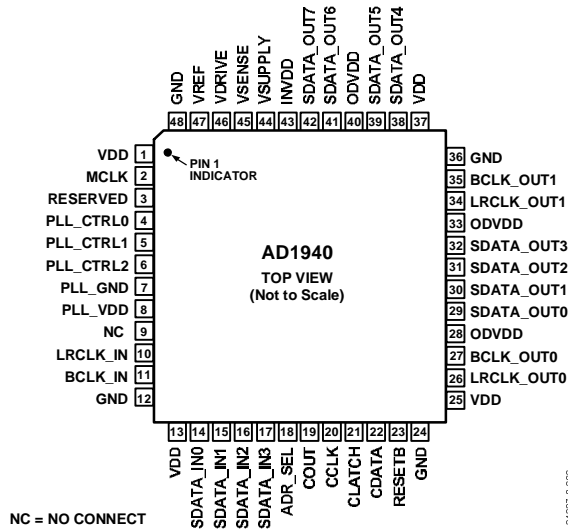 GND
VREF
VDRIVE
VSENSE
VSUPPLY
INVDD
SDATA_OUT7
SDATA_OUT6
ODVDD
SDATA_OUT5
SDATA_OUT4
VDD
48 47 46 45 44 43 42 41 40 39 38 37
VDD 1
MCLK 2
RESERVED 3
PLL_CTRL0 4
PLL_CTRL1 5
PLL_CTRL2 6
PLL_GND 7
PLL_VDD 8
NC 9
LRCLK_IN 10
BCLK_IN 11
GND 12
PIN 1
INDICATOR
AD1940
TOP VIEW
(Not to Scale)
36 GND
35 BCLK_OUT1
34 LRCLK_OUT1
33 ODVDD
32 SDATA_OUT3
31 SDATA_OUT2
30 SDATA_OUT1
29 SDATA_OUT0
28 ODVDD
27 BCLK_OUT0
26 LRCLK_OUT0
25 VDD
13 14 15 16 17 18 19 20 21 22 23 24
VDD
SDATA_IN0
SDATA_IN1
SDATA_IN2
SDATA_IN3
ADR_SEL
COUT
CCLK
CLATCH
CDATA
RESETB
GND
NC = NO CONNECT